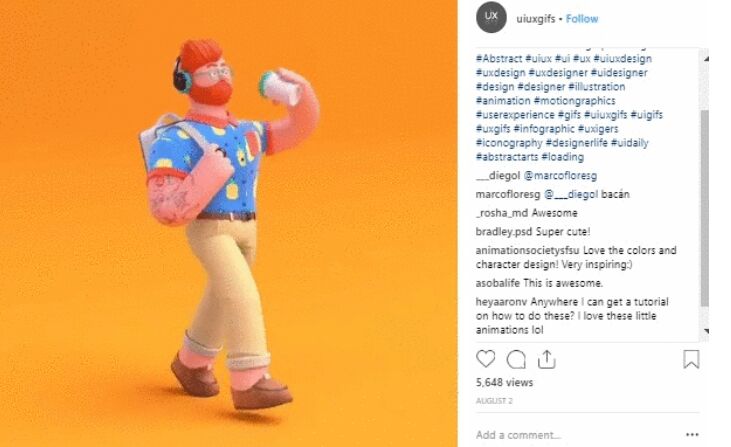 UX
uiuxgifs • Follow
#Abstract #uiux #ui #ux #uiuxdesign
#uxdesign #uxdesigner #uidesigner
#design #designer #illustration
#animation #motiongraphics
#userexperience #gifs #uiuxgifs #uigifs
#uxgifs #infographic #uxigers
#iconography #designerlife #uidaily
#abstractarts #loading
___diegol @marcofloresg
marcofloresg @___diegol bacán
_rosha_md Awesome
bradley.psd Super cute!
animationsocietysfsu Love the colors and
character design! Very inspiring:)
asobalife This is awesome.
heyaaronv Anywhere I can get a tutorial
on how to do these? I love these little
animations lol
5,648 views
AUGUST 2
Add a comment...